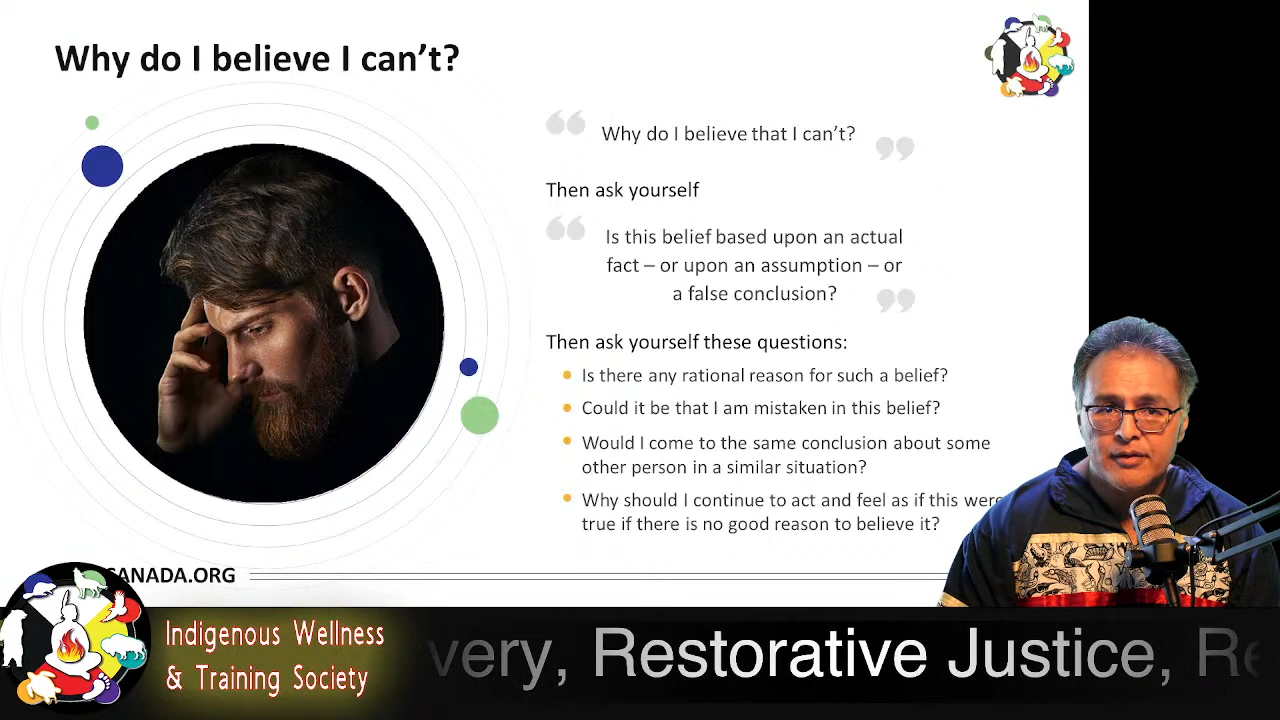 Why do I believe I can’t?
Why do I believe that I can’t?
Then ask yourself
Is this belief based upon an actual
fact – or upon an assumption – or
a false conclusion?
Then ask yourself these questions:
Is there any rational reason for such a belief?
Could it be that I am mistaken in this belief?
Would I come to the same conclusion about some
other person in a similar situation?
Why should I continue to act and feel as if this were
true if there is no good reason to believe it?
CANADA.ORG
Indigenous Wellness
& Training Society
very, Restorative Justice, Re